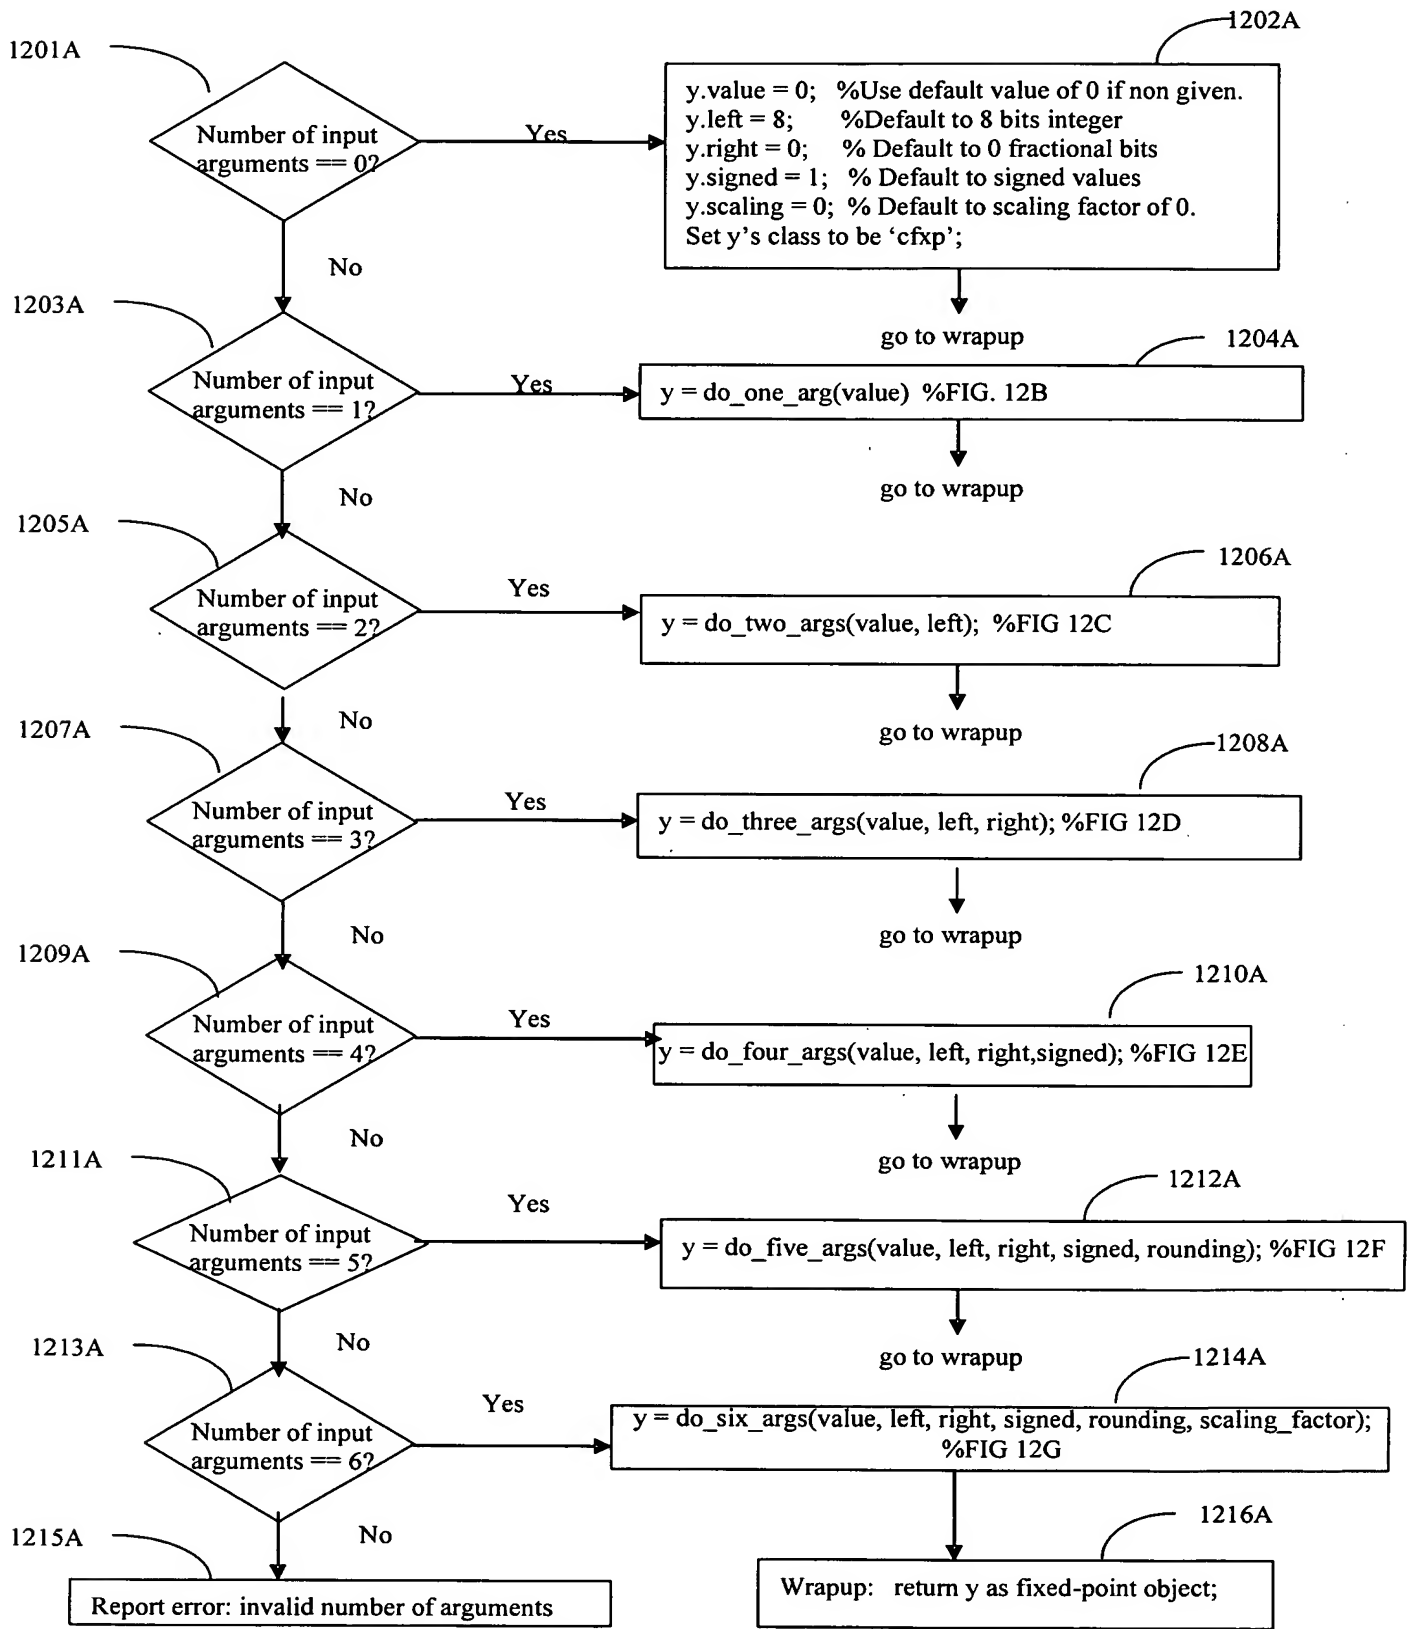 1201A
1202A
Number of input
arguments == 0?
Yes
y.value = 0; %Use default value of 0 if non given.
y.left = 8; %Default to 8 bits integer
y.right = 0; % Default to 0 fractional bits
y.signed = 1; % Default to signed values
y.scaling = 0; % Default to scaling factor of 0.
Set y's class to be 'cfxp';
No
go to wrapup
1203A
1204A
Number of input
arguments == 1?
Yes
y = do_one_arg(value) %FIG. 12B
No
go to wrapup
1205A
1206A
Number of input
arguments == 2?
Yes
y = do_two_args(value, left); %FIG 12C
No
go to wrapup
1207A
1208A
Number of input
arguments == 3?
Yes
y = do_three_args(value, left, right); %FIG 12D
No
go to wrapup
1209A
1210A
Number of input
arguments == 4?
Yes
y = do_four_args(value, left, right,signed); %FIG 12E
No
go to wrapup
1211A
1212A
Number of input
arguments == 5?
Yes
y = do_five_args(value, left, right, signed, rounding); %FIG 12F
No
go to wrapup
1213A
1214A
Number of input
arguments == 6?
Yes
y = do_six_args(value, left, right, signed, rounding, scaling_factor);
%FIG 12G
No
1215A
1216A
Report error: invalid number of arguments
Wrapup: return y as fixed-point object;